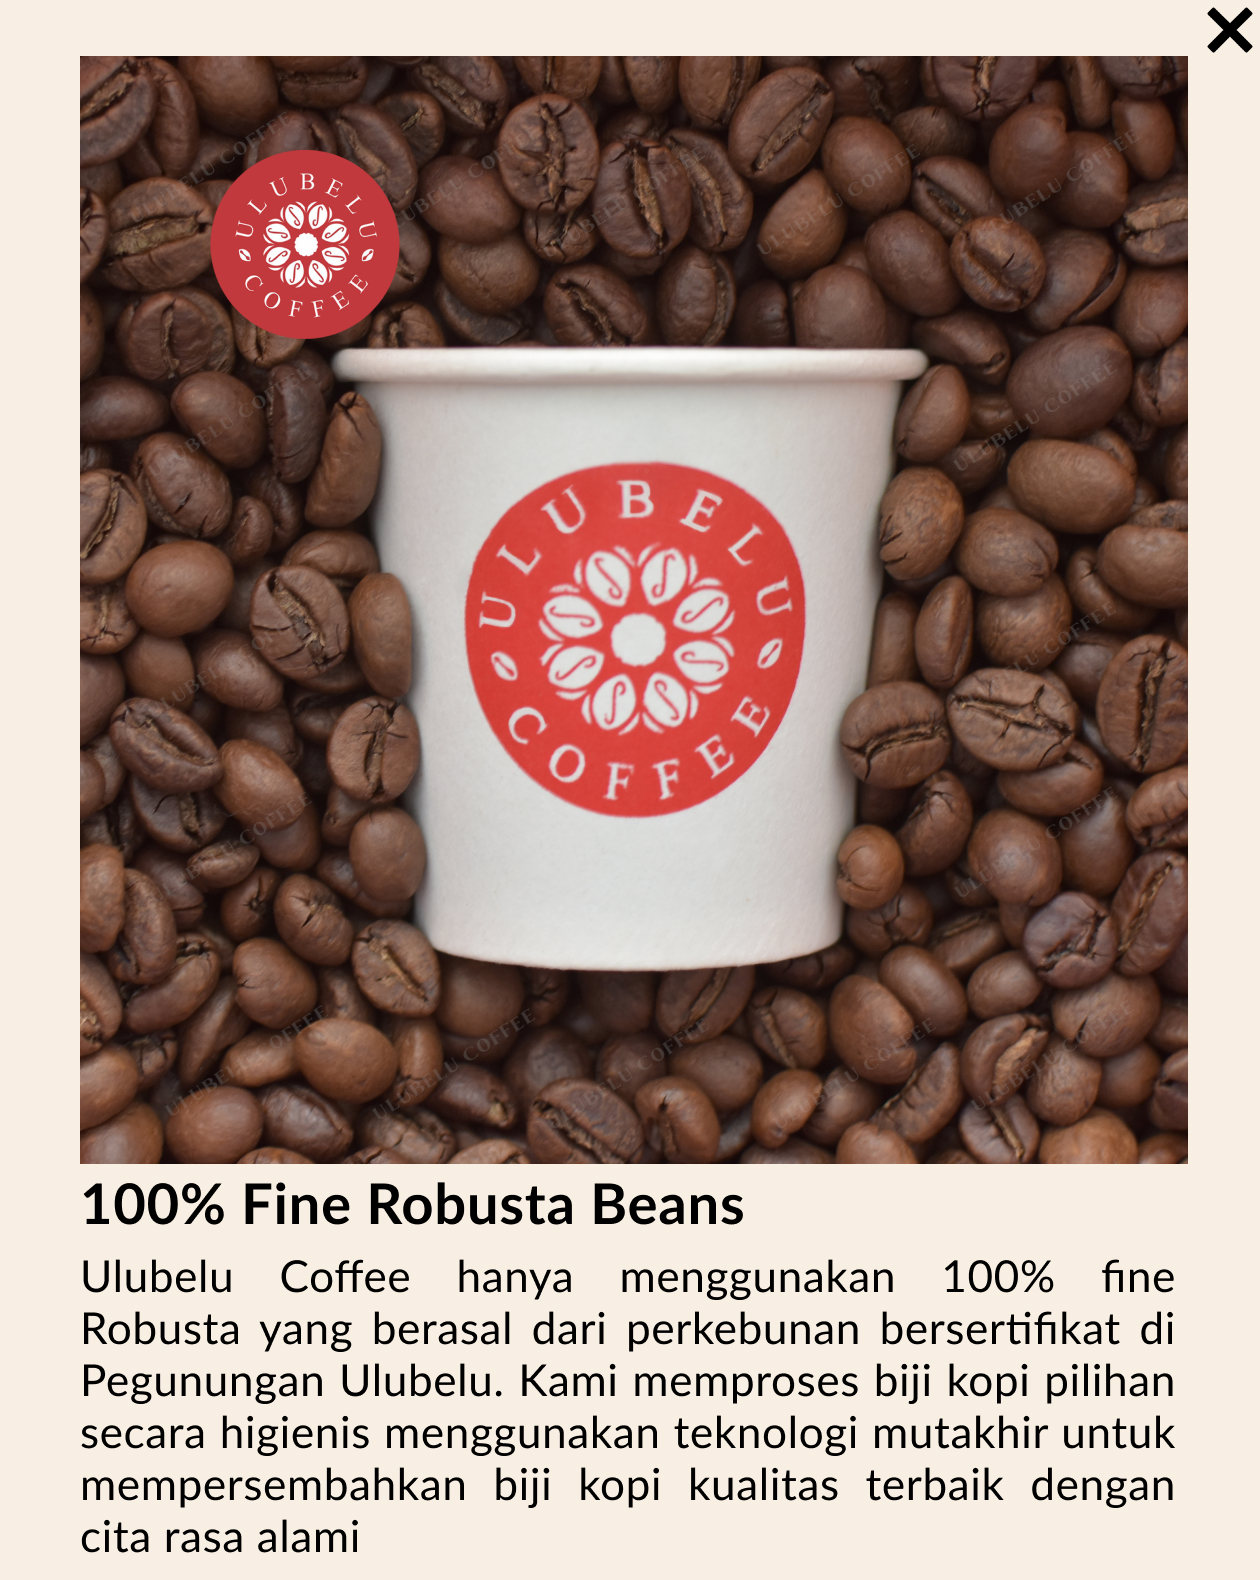 ULUBELU
COFFEE
ULUBELU
COFFEE
100% Fine Robusta Beans
Ulubelu Coffee hanya menggunakan 100% fine
Robusta yang berasal dari perkebunan bersertifikat di
Pegunungan Ulubelu. Kami memproses biji kopi pilihan
secara higienis menggunakan teknologi mutakhir untuk
mempersembahkan biji kopi kualitas terbaik dengan
cita rasa alami